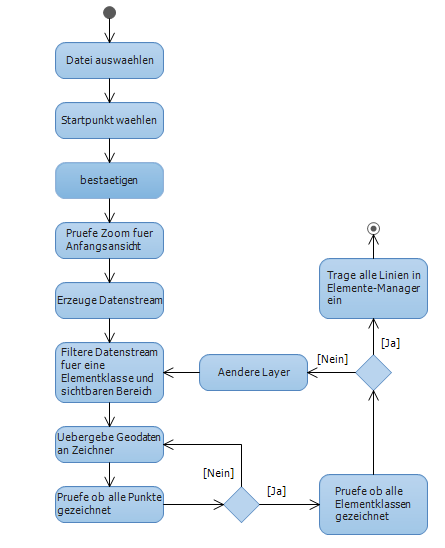 Datei auswaehlen
Startpunkt waehlen
bestaetigen
Pruefe Zoom fuer
Anfangsansicht
Erzeuge Datenstream
Filtere Datenstream
fuer eine
Elementklasse und
sichtbaren Bereich
Uebergebe Geodaten
an Zeichner
Pruefe ob alle Punkte
gezeichnet
[Nein]
[Ja]
Pruefe ob alle
Elementklassen
gezeichnet
[Nein]
[Ja]
Aendere Layer
Trage alle Linien in
Elemente-Manager
ein